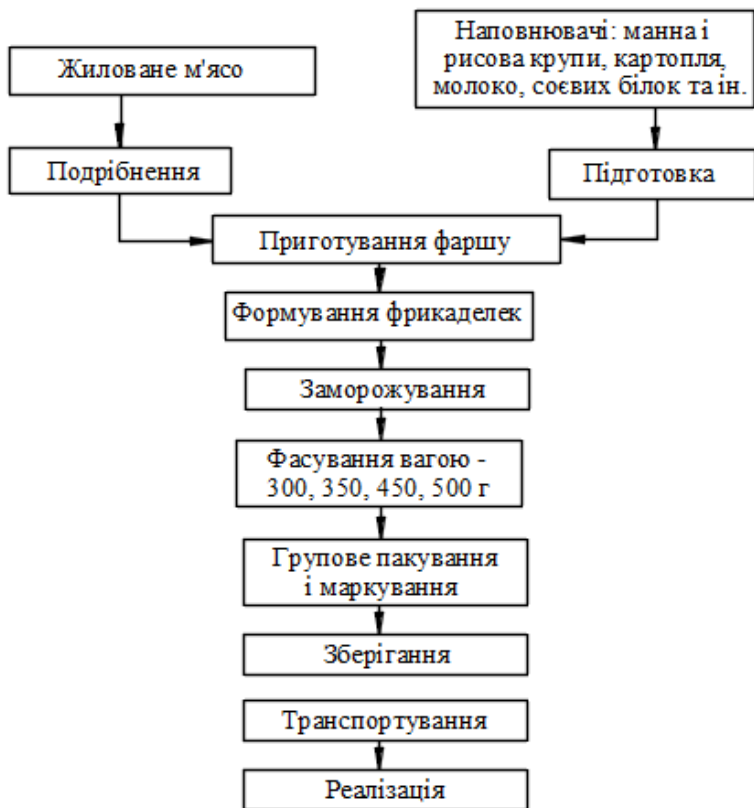 Жиловане м'ясо
Наповнювачі: манна і
рисова крупи, картопля,
молоко, соєвих білок та ін.
Подрібнення
Підготовка
Приготування фаршу
Формування фрикаделек
Заморожування
Фасування вагою -
300, 350, 450, 500 г
Групове пакування
і маркування
Зберігання
Транспортування
Реалізація